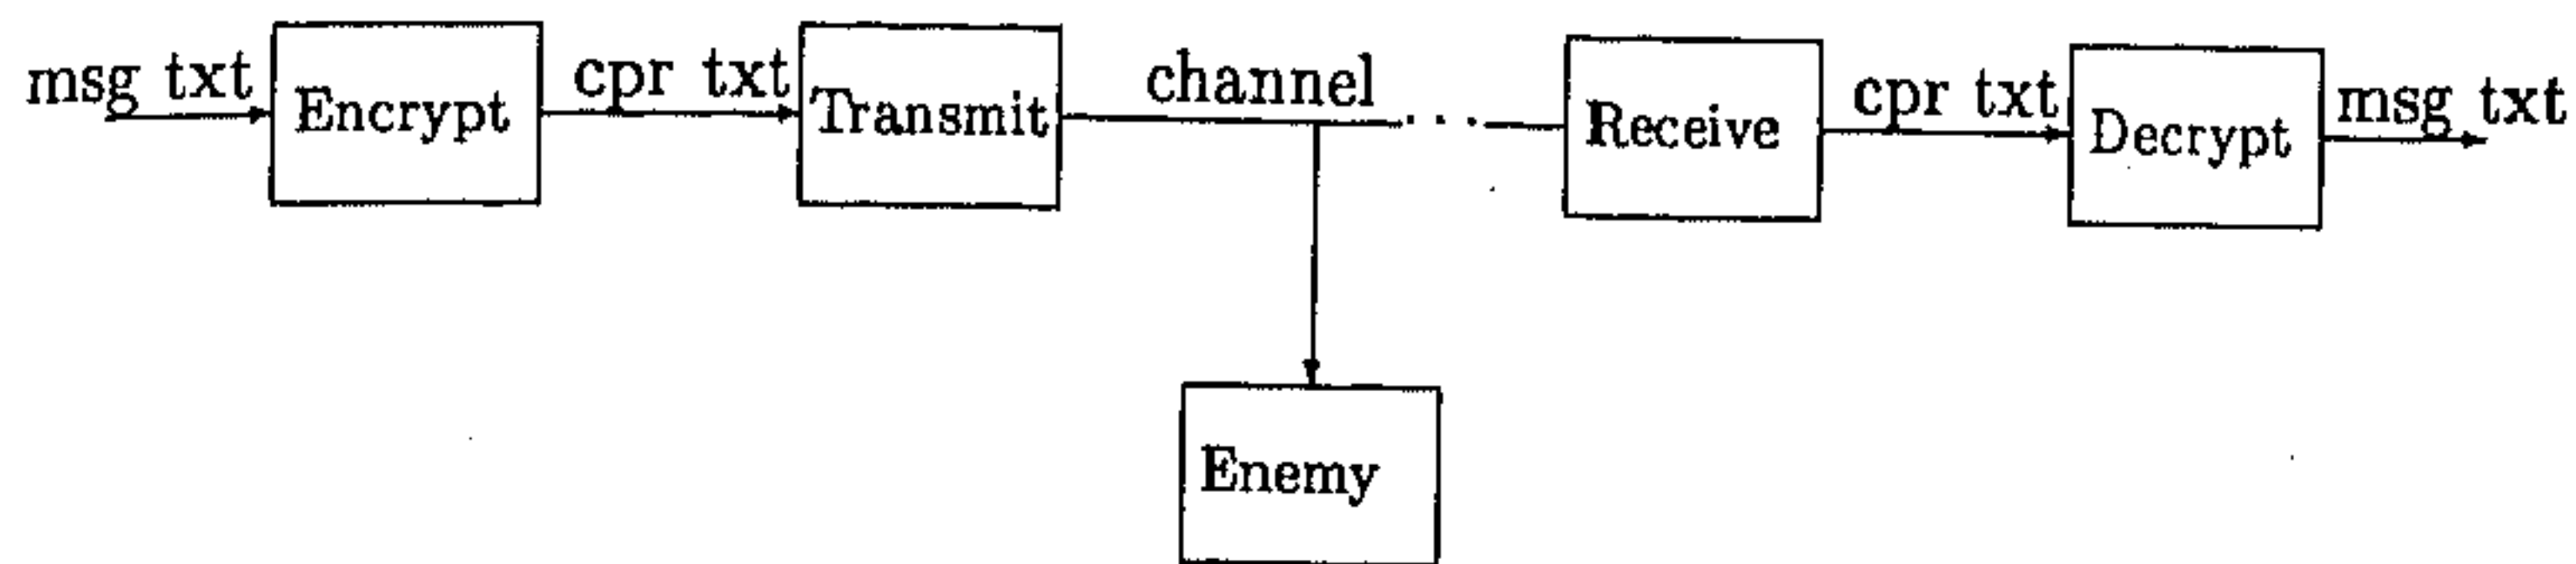 msg txt
Encrypt
cpr txt
Transmit
channel
Receive
cpr txt
Decrypt
msg txt
Enemy